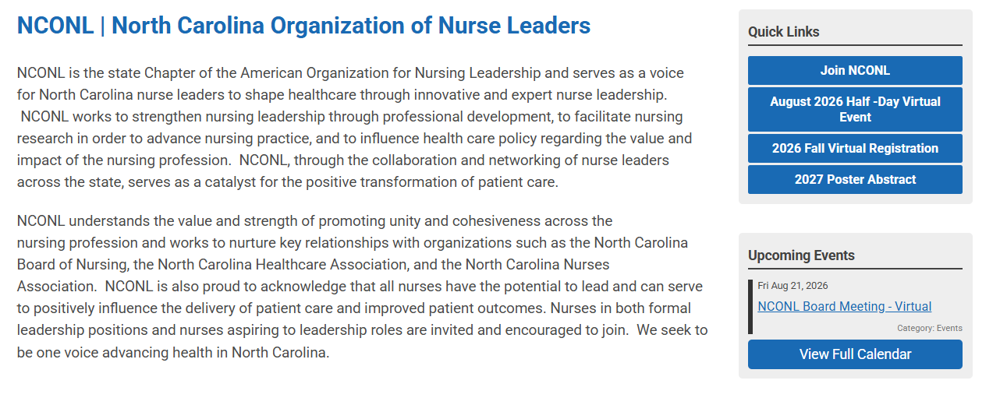 NCONL | North Carolina Organization of Nurse Leaders
NCONL is the state Chapter of the American Organization for Nursing Leadership and serves as a voice
for North Carolina nurse leaders to shape healthcare through innovative and expert nurse leadership.
NCONL works to strengthen nursing leadership through professional development, to facilitate nursing
research in order to advance nursing practice, and to influence health care policy regarding the value and
impact of the nursing profession.  NCONL, through the collaboration and networking of nurse leaders
across the state, serves as a catalyst for the positive transformation of patient care.
NCONL understands the value and strength of promoting unity and cohesiveness across the
nursing profession and works to nurture key relationships with organizations such as the North Carolina
Board of Nursing, the North Carolina Healthcare Association, and the North Carolina Nurses
Association.  NCONL is also proud to acknowledge that all nurses have the potential to lead and can serve
to positively influence the delivery of patient care and improved patient outcomes. Nurses in both formal
leadership positions and nurses aspiring to leadership roles are invited and encouraged to join.  We seek to
be one voice advancing health in North Carolina.
Quick Links
Join NCONL
August 2026 Half -Day Virtual
Event
2026 Fall Virtual Registration
2027 Poster Abstract
Upcoming Events
Fri Aug 21, 2026
NCONL Board Meeting - Virtual
Category: Events
View Full Calendar